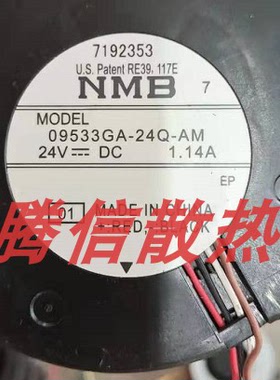 7192353
U.S. Patent RE39, 117E
NMB
7
MODEL
09533GA-24Q-AM
24V⎓DC 1.14A
EP
01 MADE IN CHINA
+RED, -BLACK
腾信散热